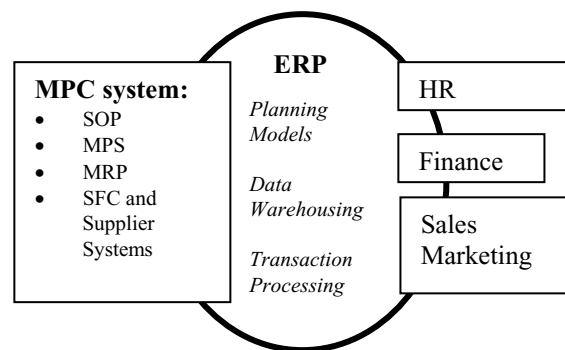 MPC system:
• SOP
• MPS
• MRP
• SFC and
Supplier
Systems
ERP
Planning
Models
Data
Warehousing
Transaction
Processing
HR
Finance
Sales
Marketing